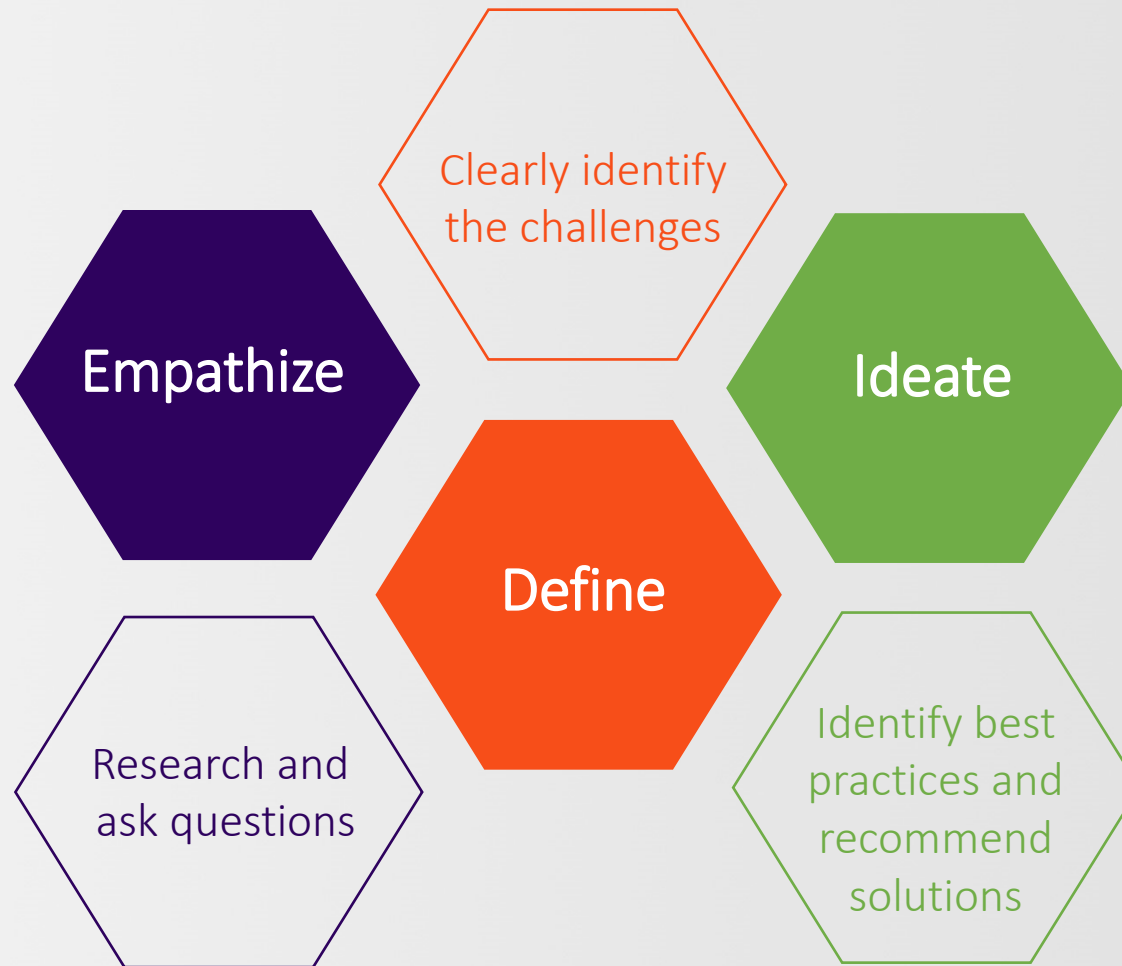 Clearly identify
the challenges
Empathize
Ideate
Define
Research and
ask questions
Identify best
practices and
recommend
solutions